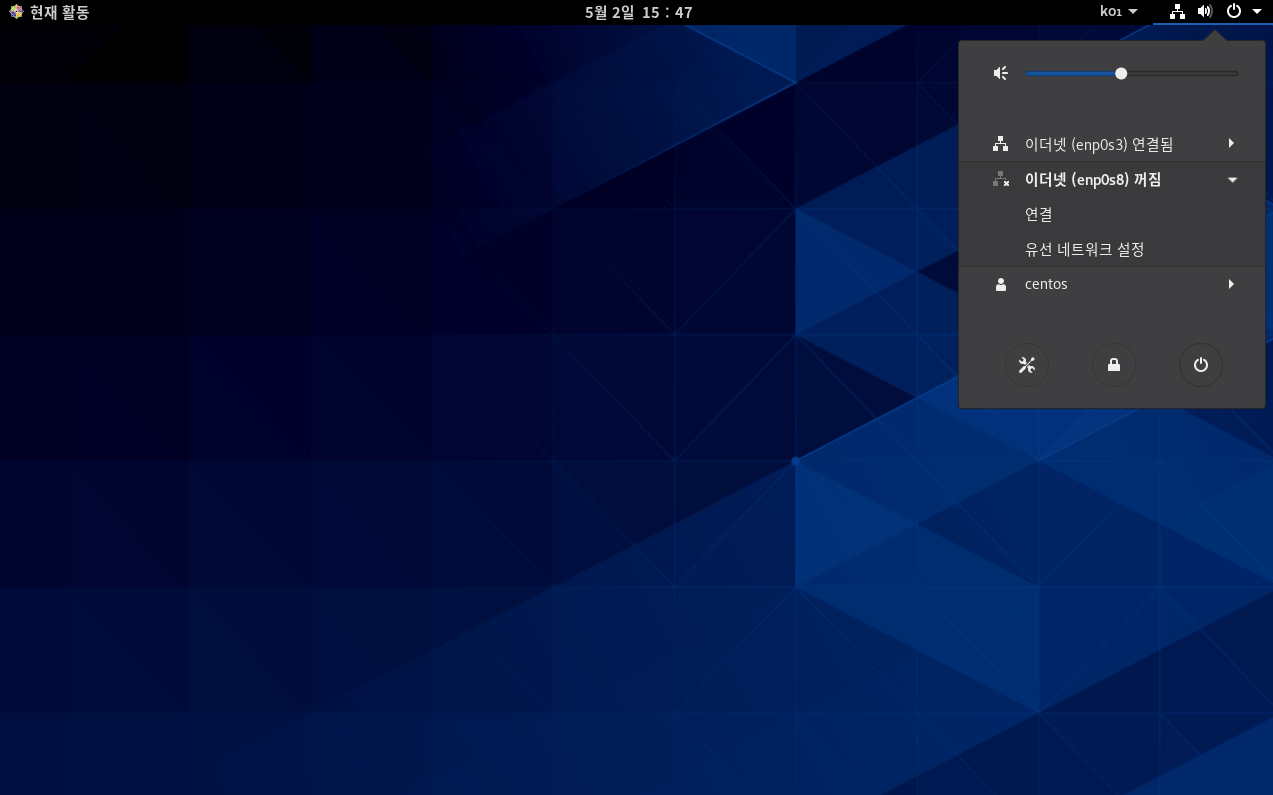 현재 활동
5월 2일 15 : 47
ko₁
이더넷 (enp0s3) 연결됨
이더넷 (enp0s8) 꺼짐
연결
유선 네트워크 설정
centos